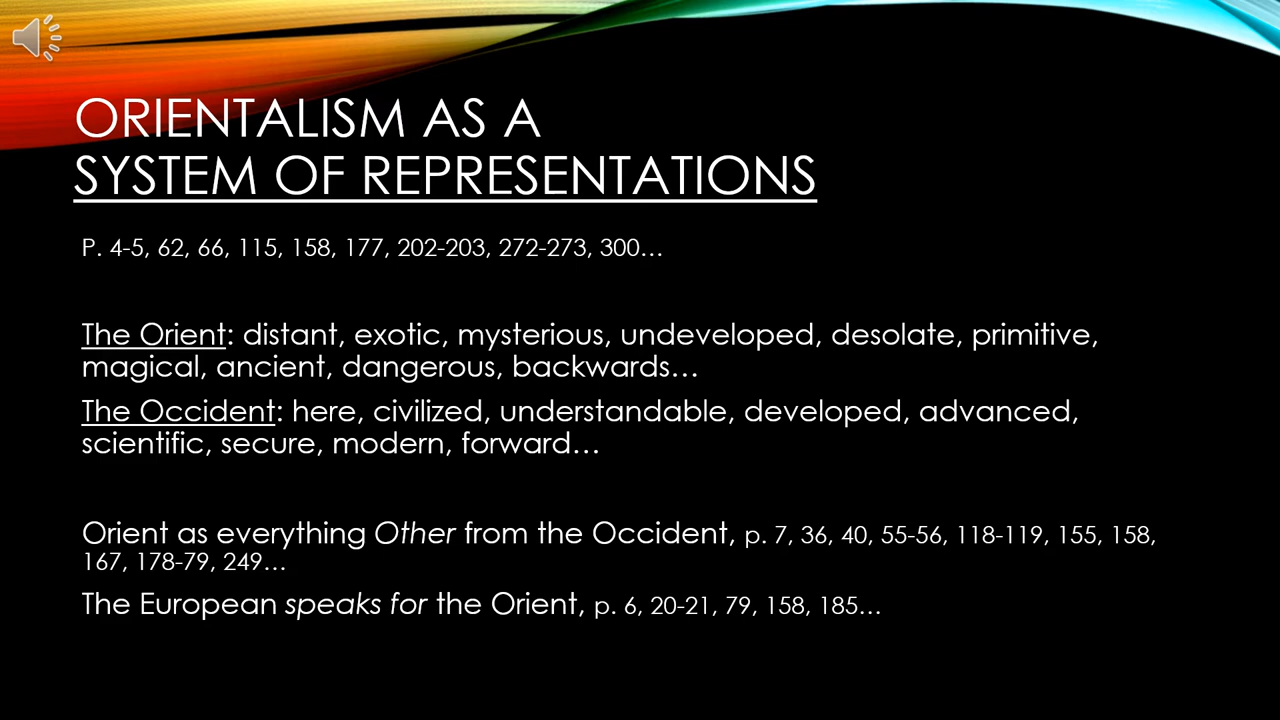 ORIENTALISM AS A
SYSTEM OF REPRESENTATIONS
P. 4-5, 62, 66, 115, 158, 177, 202-203, 272-273, 300…
The Orient: distant, exotic, mysterious, undeveloped, desolate, primitive,
magical, ancient, dangerous, backwards…
The Occident: here, civilized, understandable, developed, advanced,
scientific, secure, modern, forward…
Orient as everything Other from the Occident, p. 7, 36, 40, 55-56, 118-119, 155, 158,
167, 178-79, 249…
The European speaks for the Orient, p. 6, 20-21, 79, 158, 185…